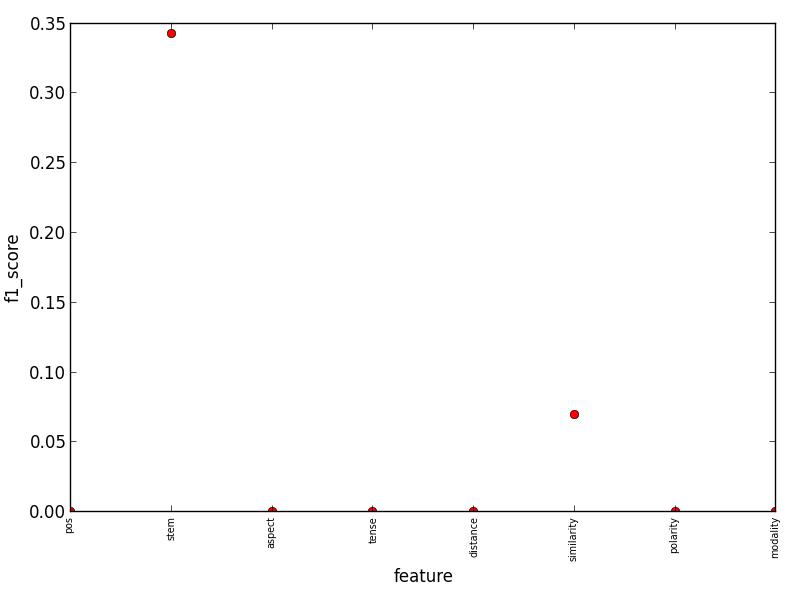 0.35
0.30
0.25
0.20
0.15
0.10
0.05
0.00
f1_score
pos
stem
aspect
tense
distance
similarity
polarity
modality
feature